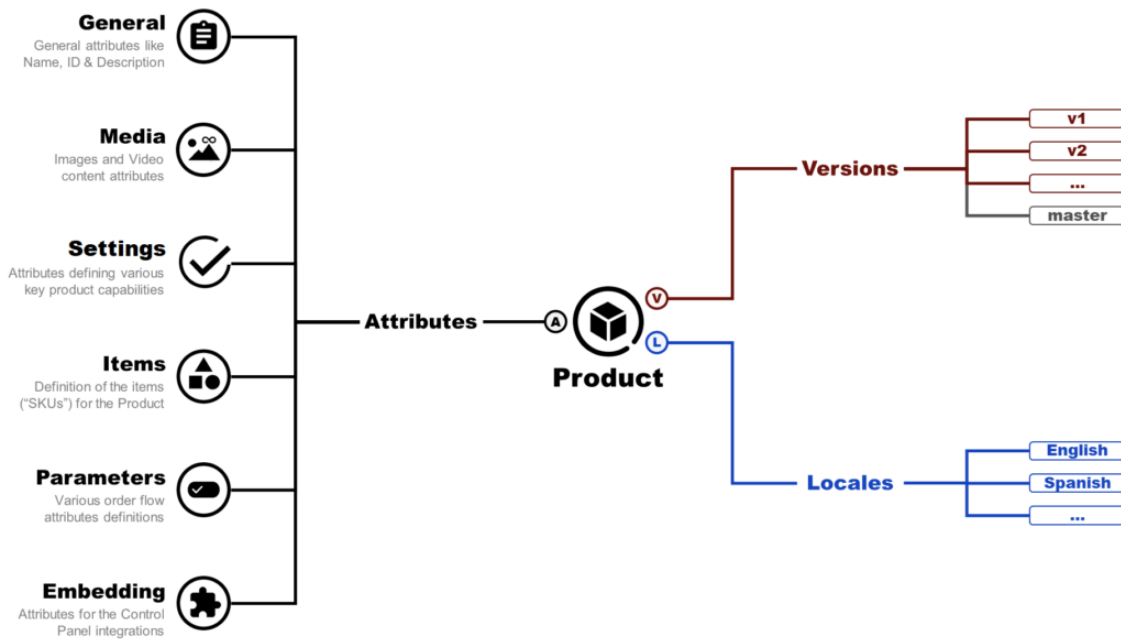 General
General attributes like
Name, ID & Description
Media
Images and Video
content attributes
Settings
Attributes defining various
key product capabilities
Items
Definition of the items
(“SKUs”) for the Product
Parameters
Various order flow
attributes definitions
Embedding
Attributes for the Control
Panel integrations
Attributes
A
V
L
Product
Versions
v1
v2
...
master
Locales
English
Spanish
...